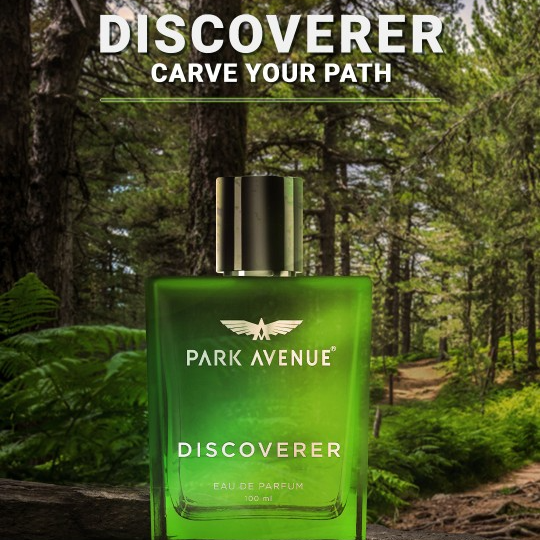 DISCOVERER
CARVE YOUR PATH
PARK AVENUE®
DISCOVERER
EAU DE PARFUM
100 ml